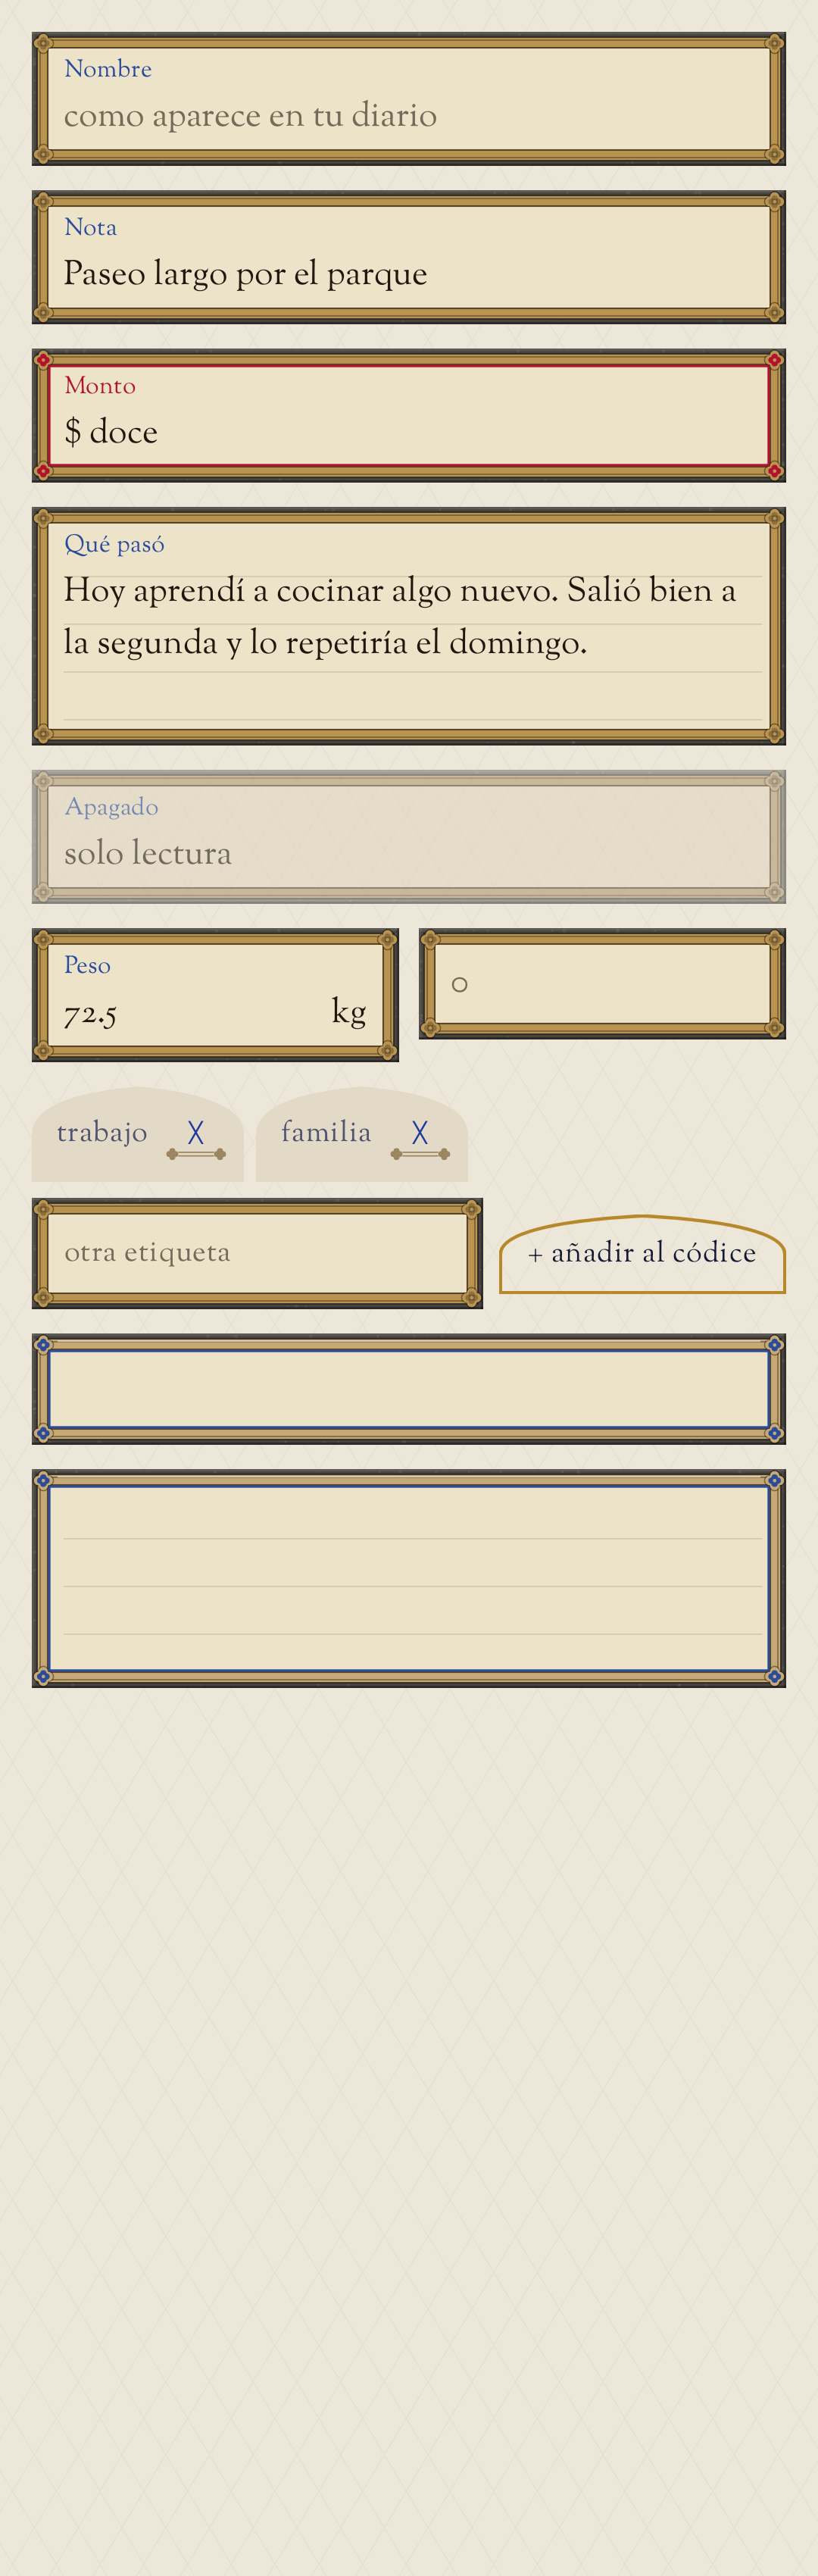 Nombre
como aparece en tu diario
Nota
Paseo largo por el parque
Monto
$ doce
Qué pasó
Hoy aprendí a cocinar algo nuevo. Salió bien a
la segunda y lo repetiría el domingo.
Apagado
solo lectura
Peso
72.5 kg
0
trabajo X familia X
otra etiqueta
+ añadir al códice